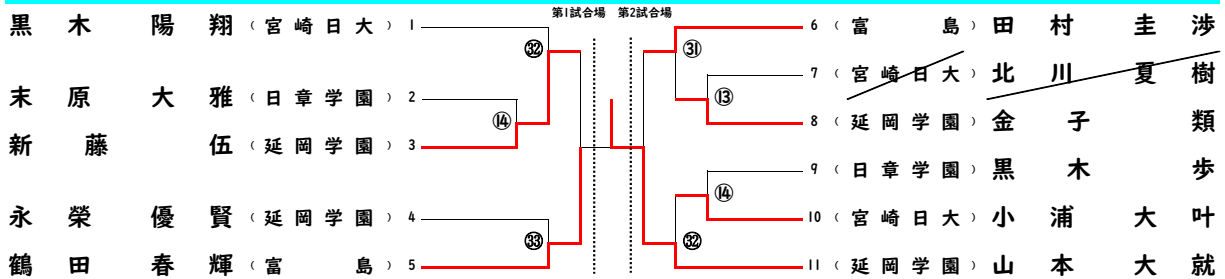 第1試合場 第2試合場
黒木 陽翔 (宮崎日大) 1
末原 大雅 (日章学園) 2
新藤 伍 (延岡学園) 3
永榮 優賢 (延岡学園) 4
鶴田 春輝 (富島) 5
㉜
⑭
㉝
6 (富島) 田村 圭渉
7 (宮崎日大) 北川 夏樹
8 (延岡学園) 金子 類
9 (日章学園) 黒木 歩
10 (宮崎日大) 小浦 大叶
11 (延岡学園) 山本 大就
㉛
⑬
⑭
㉜